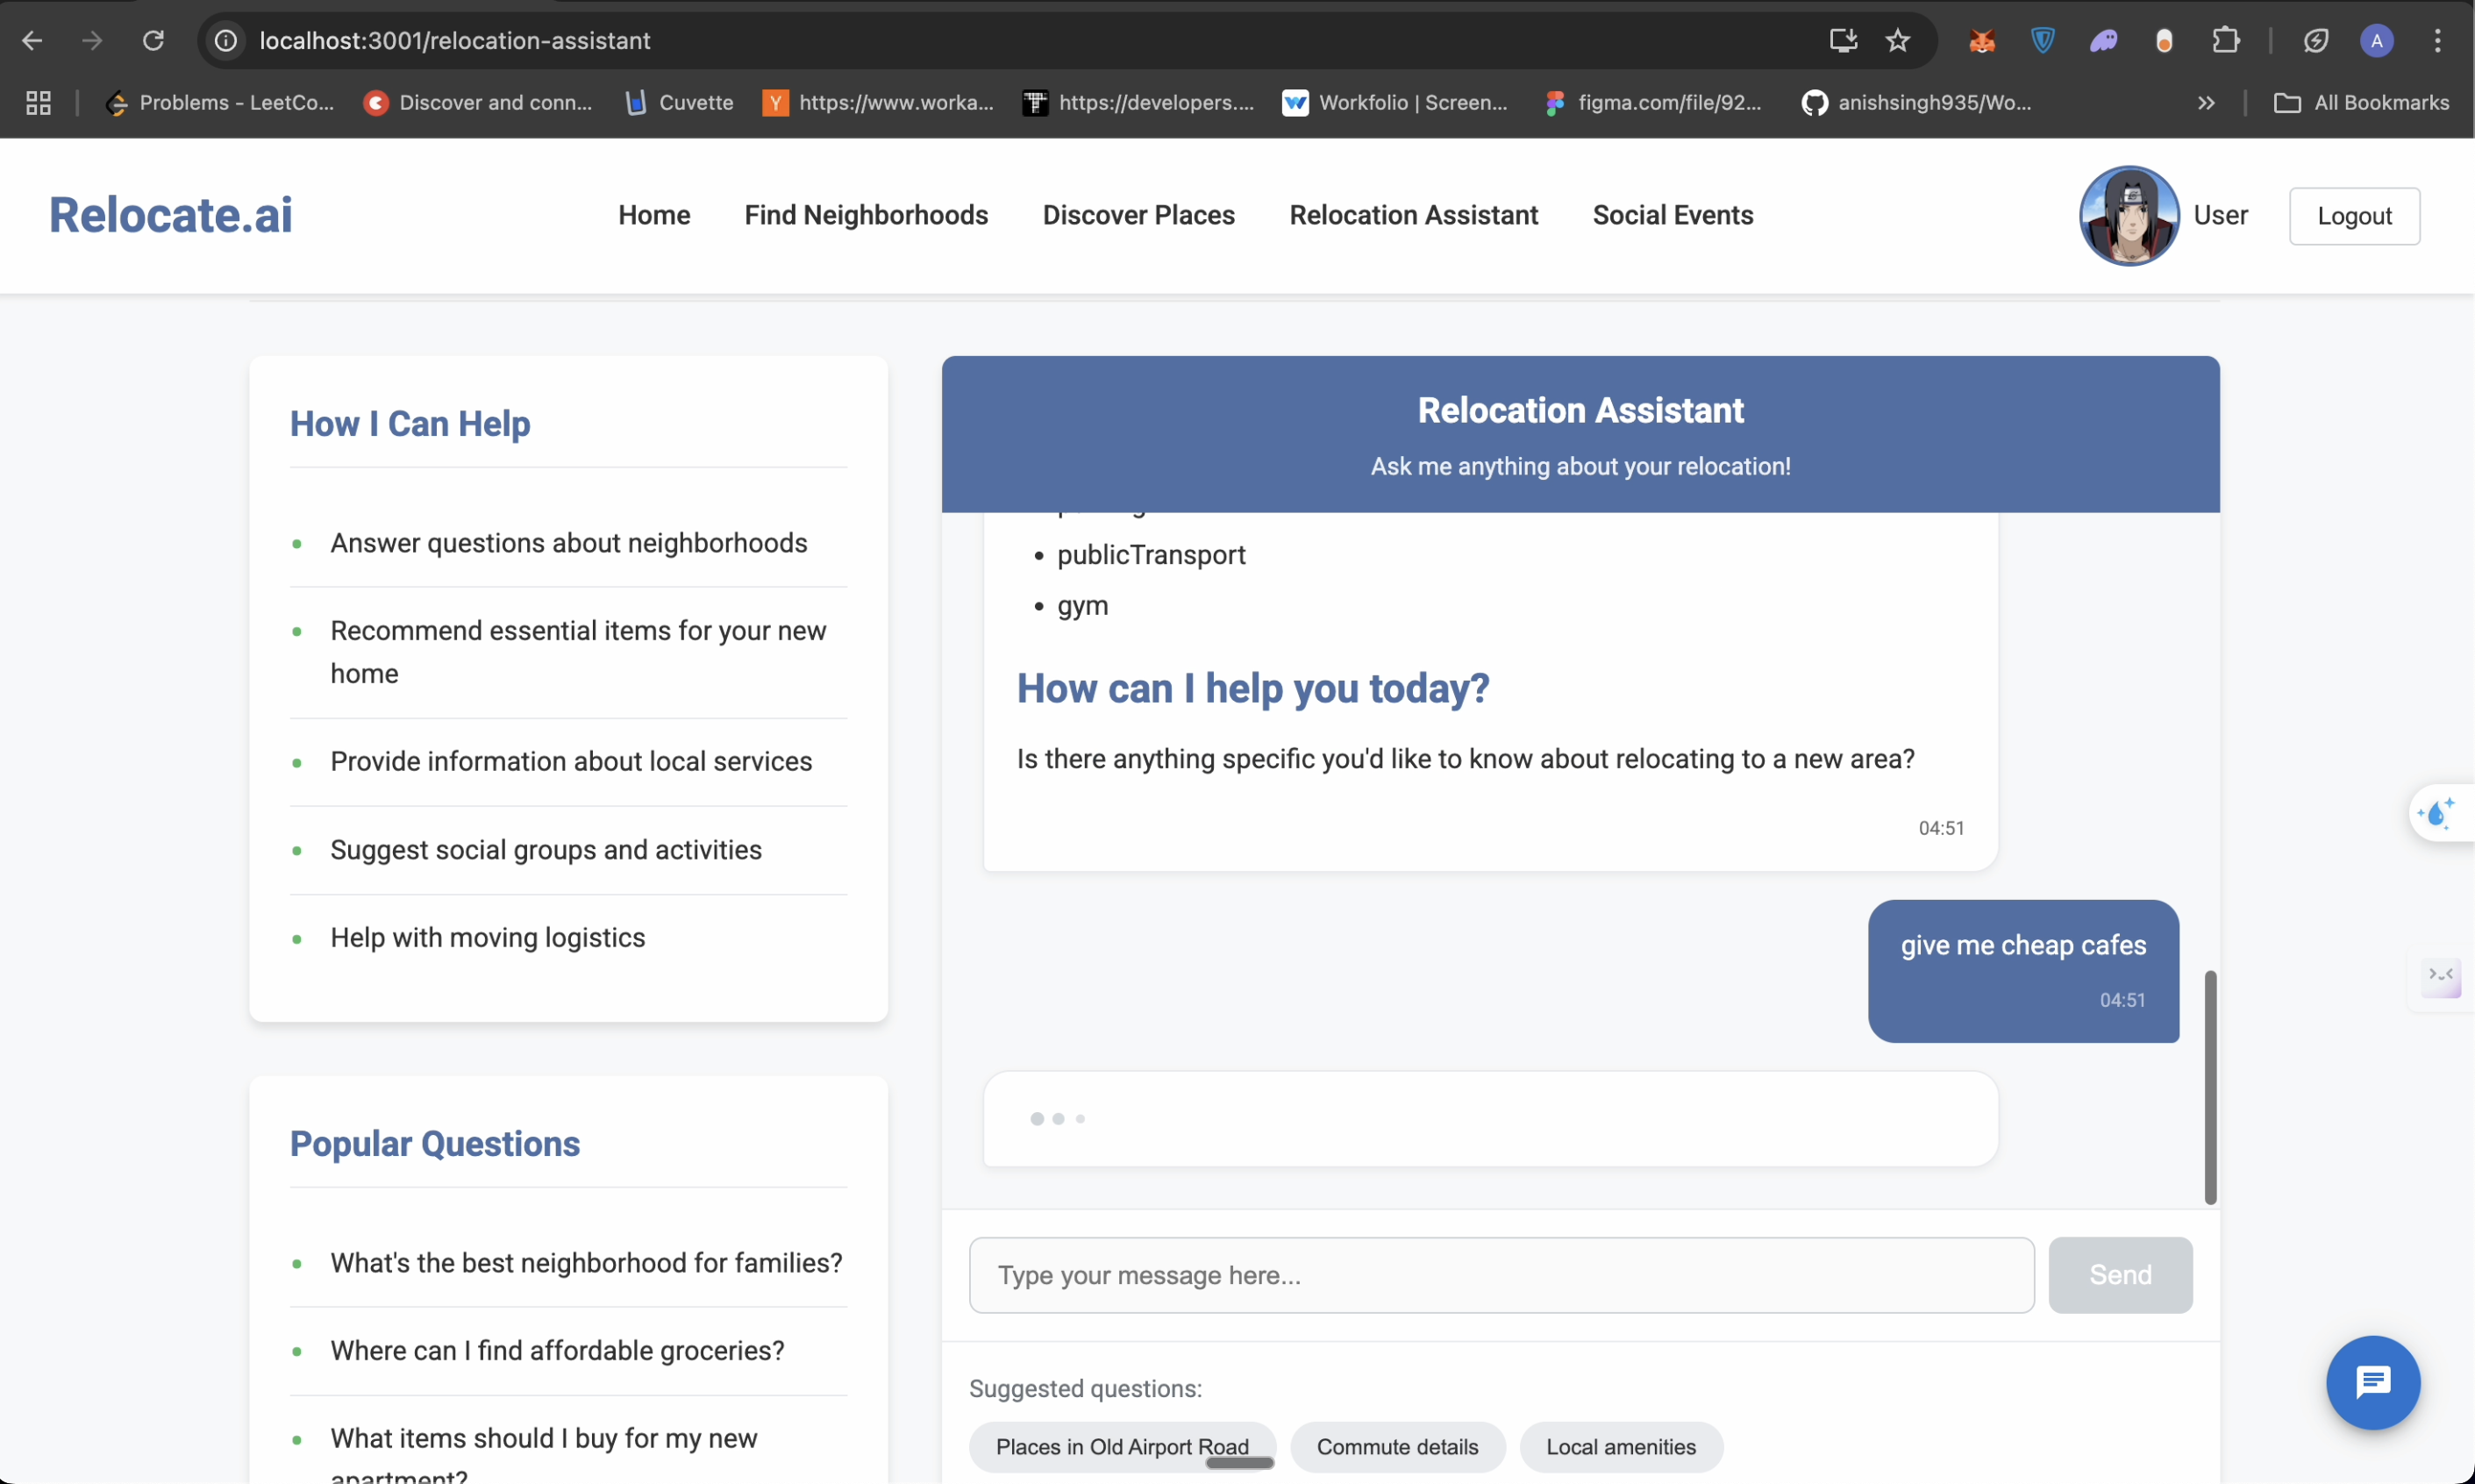 localhost:3001/relocation-assistant
Problems - LeetCo...
Discover and conn...
Cuvette
https://www.worka...
https://developers....
Workfolio | Screen...
figma.com/file/92...
anishsingh935/Wo...
All Bookmarks
A
Relocate.ai
Home
Find Neighborhoods
Discover Places
Relocation Assistant
Social Events
User
Logout
How I Can Help
Answer questions about neighborhoods
Recommend essential items for your new
home
Provide information about local services
Suggest social groups and activities
Help with moving logistics
Popular Questions
What's the best neighborhood for families?
Where can I find affordable groceries?
What items should I buy for my new
apartment?
Relocation Assistant
Ask me anything about your relocation!
publicTransport
gym
How can I help you today?
Is there anything specific you'd like to know about relocating to a new area?
04:51
give me cheap cafes
04:51
Type your message here...
Send
Suggested questions:
Places in Old Airport Road
Commute details
Local amenities